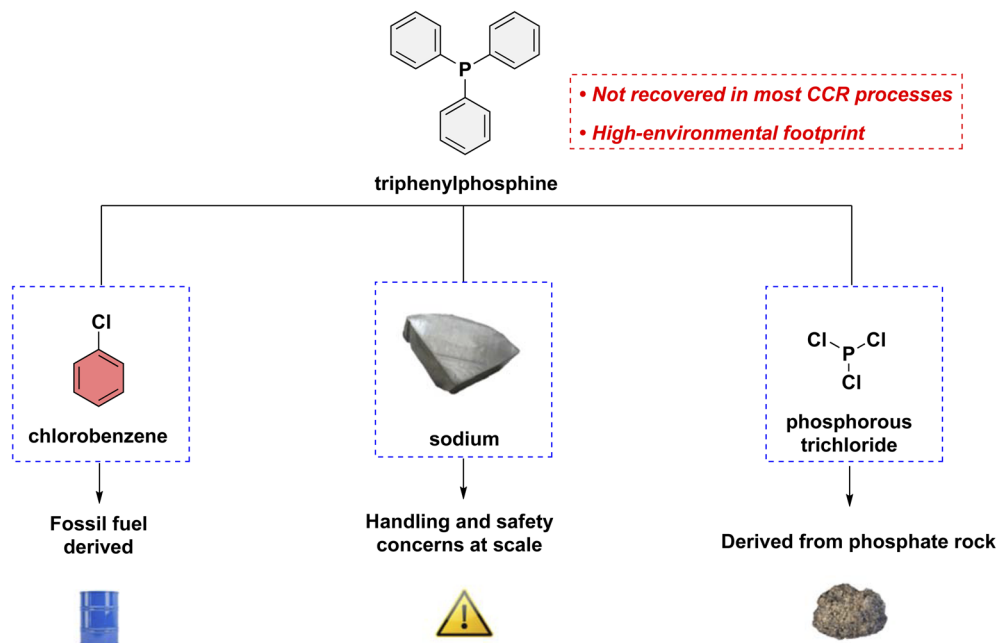 P
• Not recovered in most CCR processes
• High-environmental footprint
triphenylphosphine
Cl
chlorobenzene
sodium
Cl P Cl
Cl
phosphorous
trichloride
Fossil fuel
derived
Handling and safety
concerns at scale
Derived from phosphate rock